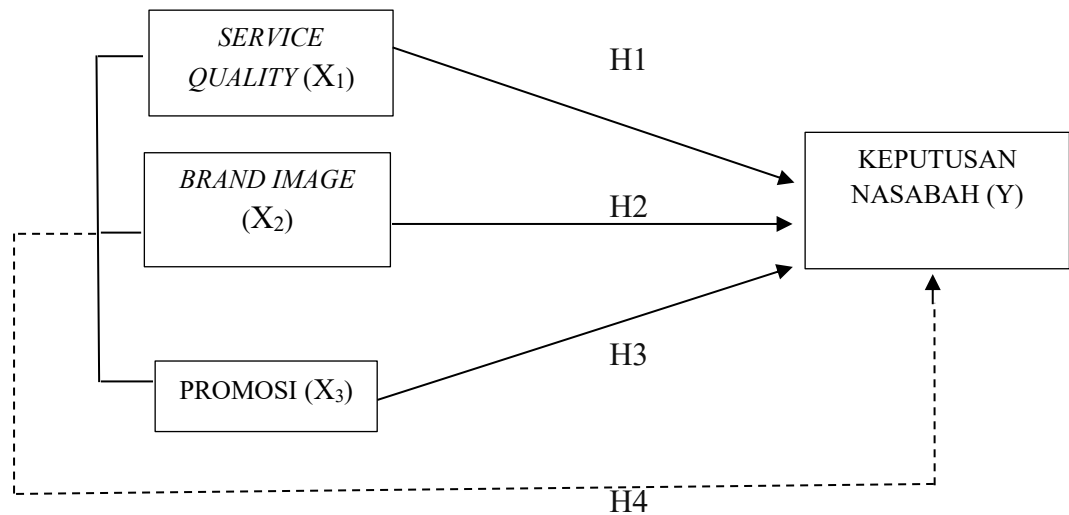 SERVICE
QUALITY (X₁)
H1
KEPUTUSAN
NASABAH (Y)
BRAND IMAGE
(X₂)
H2
H3
PROMOSI (X₃)
H4